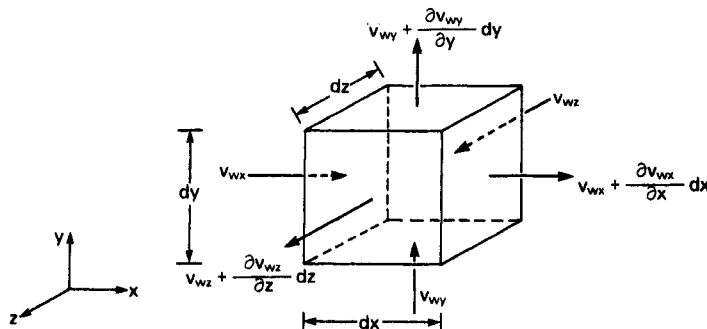 v_wy + ∂v_wy/∂y dy
dz
v_wz
v_wx
dy
v_wx + ∂v_wx/∂x dx
y
x
z
v_wz + ∂v_wz/∂z dz
v_wy
dx